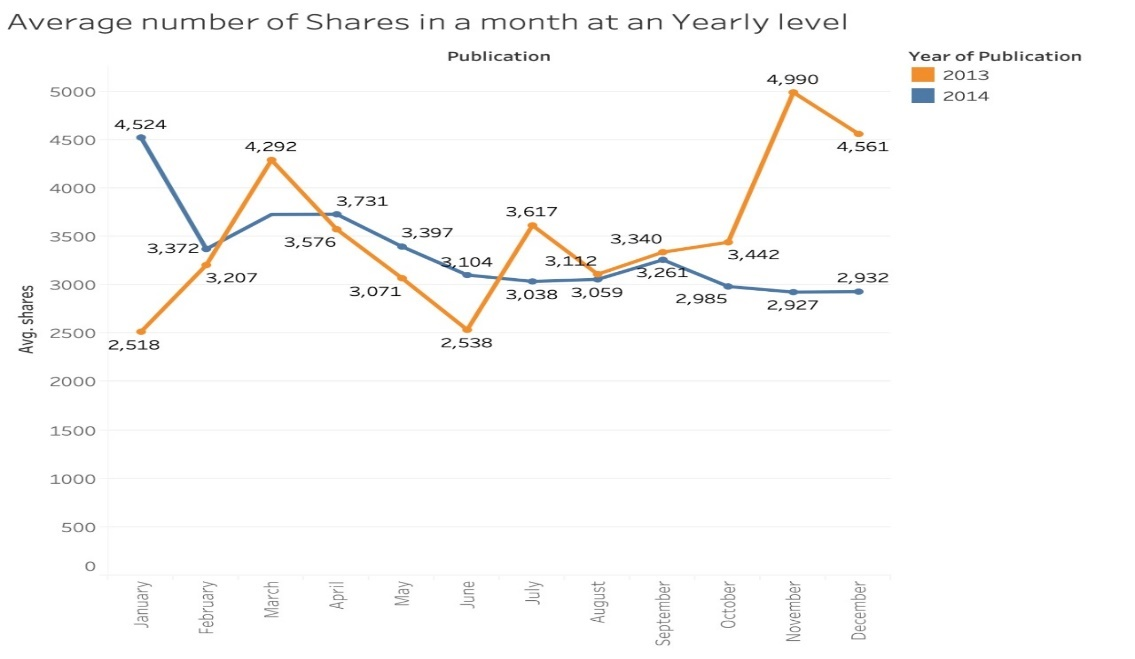 Average number of Shares in a month at an Yearly level
Publication
Year of Publication
2013
2014
Avg. shares
5000
4500
4000
3500
3000
2500
2000
1500
1000
500
0
4,524
3,372
3,207
2,518
4,292
3,731
3,576
3,397
3,071
3,104
2,538
3,617
3,038
3,112
3,059
3,340
3,261
3,442
2,985
4,990
2,927
4,561
2,932
January
February
March
April
May
June
July
August
September
October
November
December